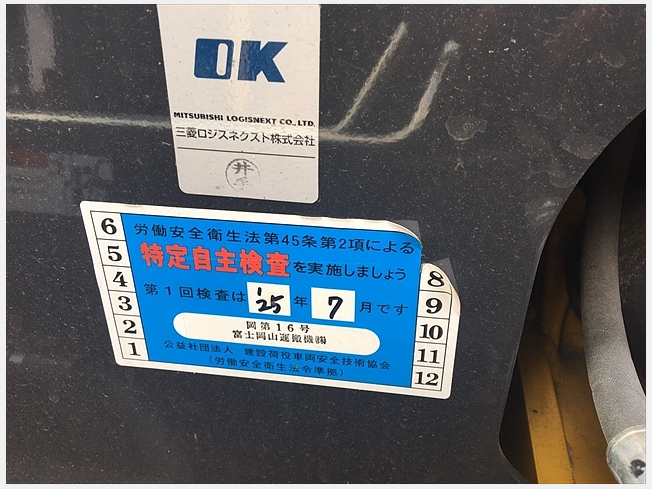 OK
MITSUBISHI LOGISNEXT CO., LTD.
三菱ロジスネクスト株式会社
井
労働安全衛生法第45条第2項による
特定自主検査を実施しましょう
第1回検査は '25 年 7 月です
岡第16号
富士岡山運搬機㈱
公益社団法人 建設荷役車両安全技術協会
(労働安全衛生法令準拠)
6
5
4
3
2
1
8
9
10
11
12